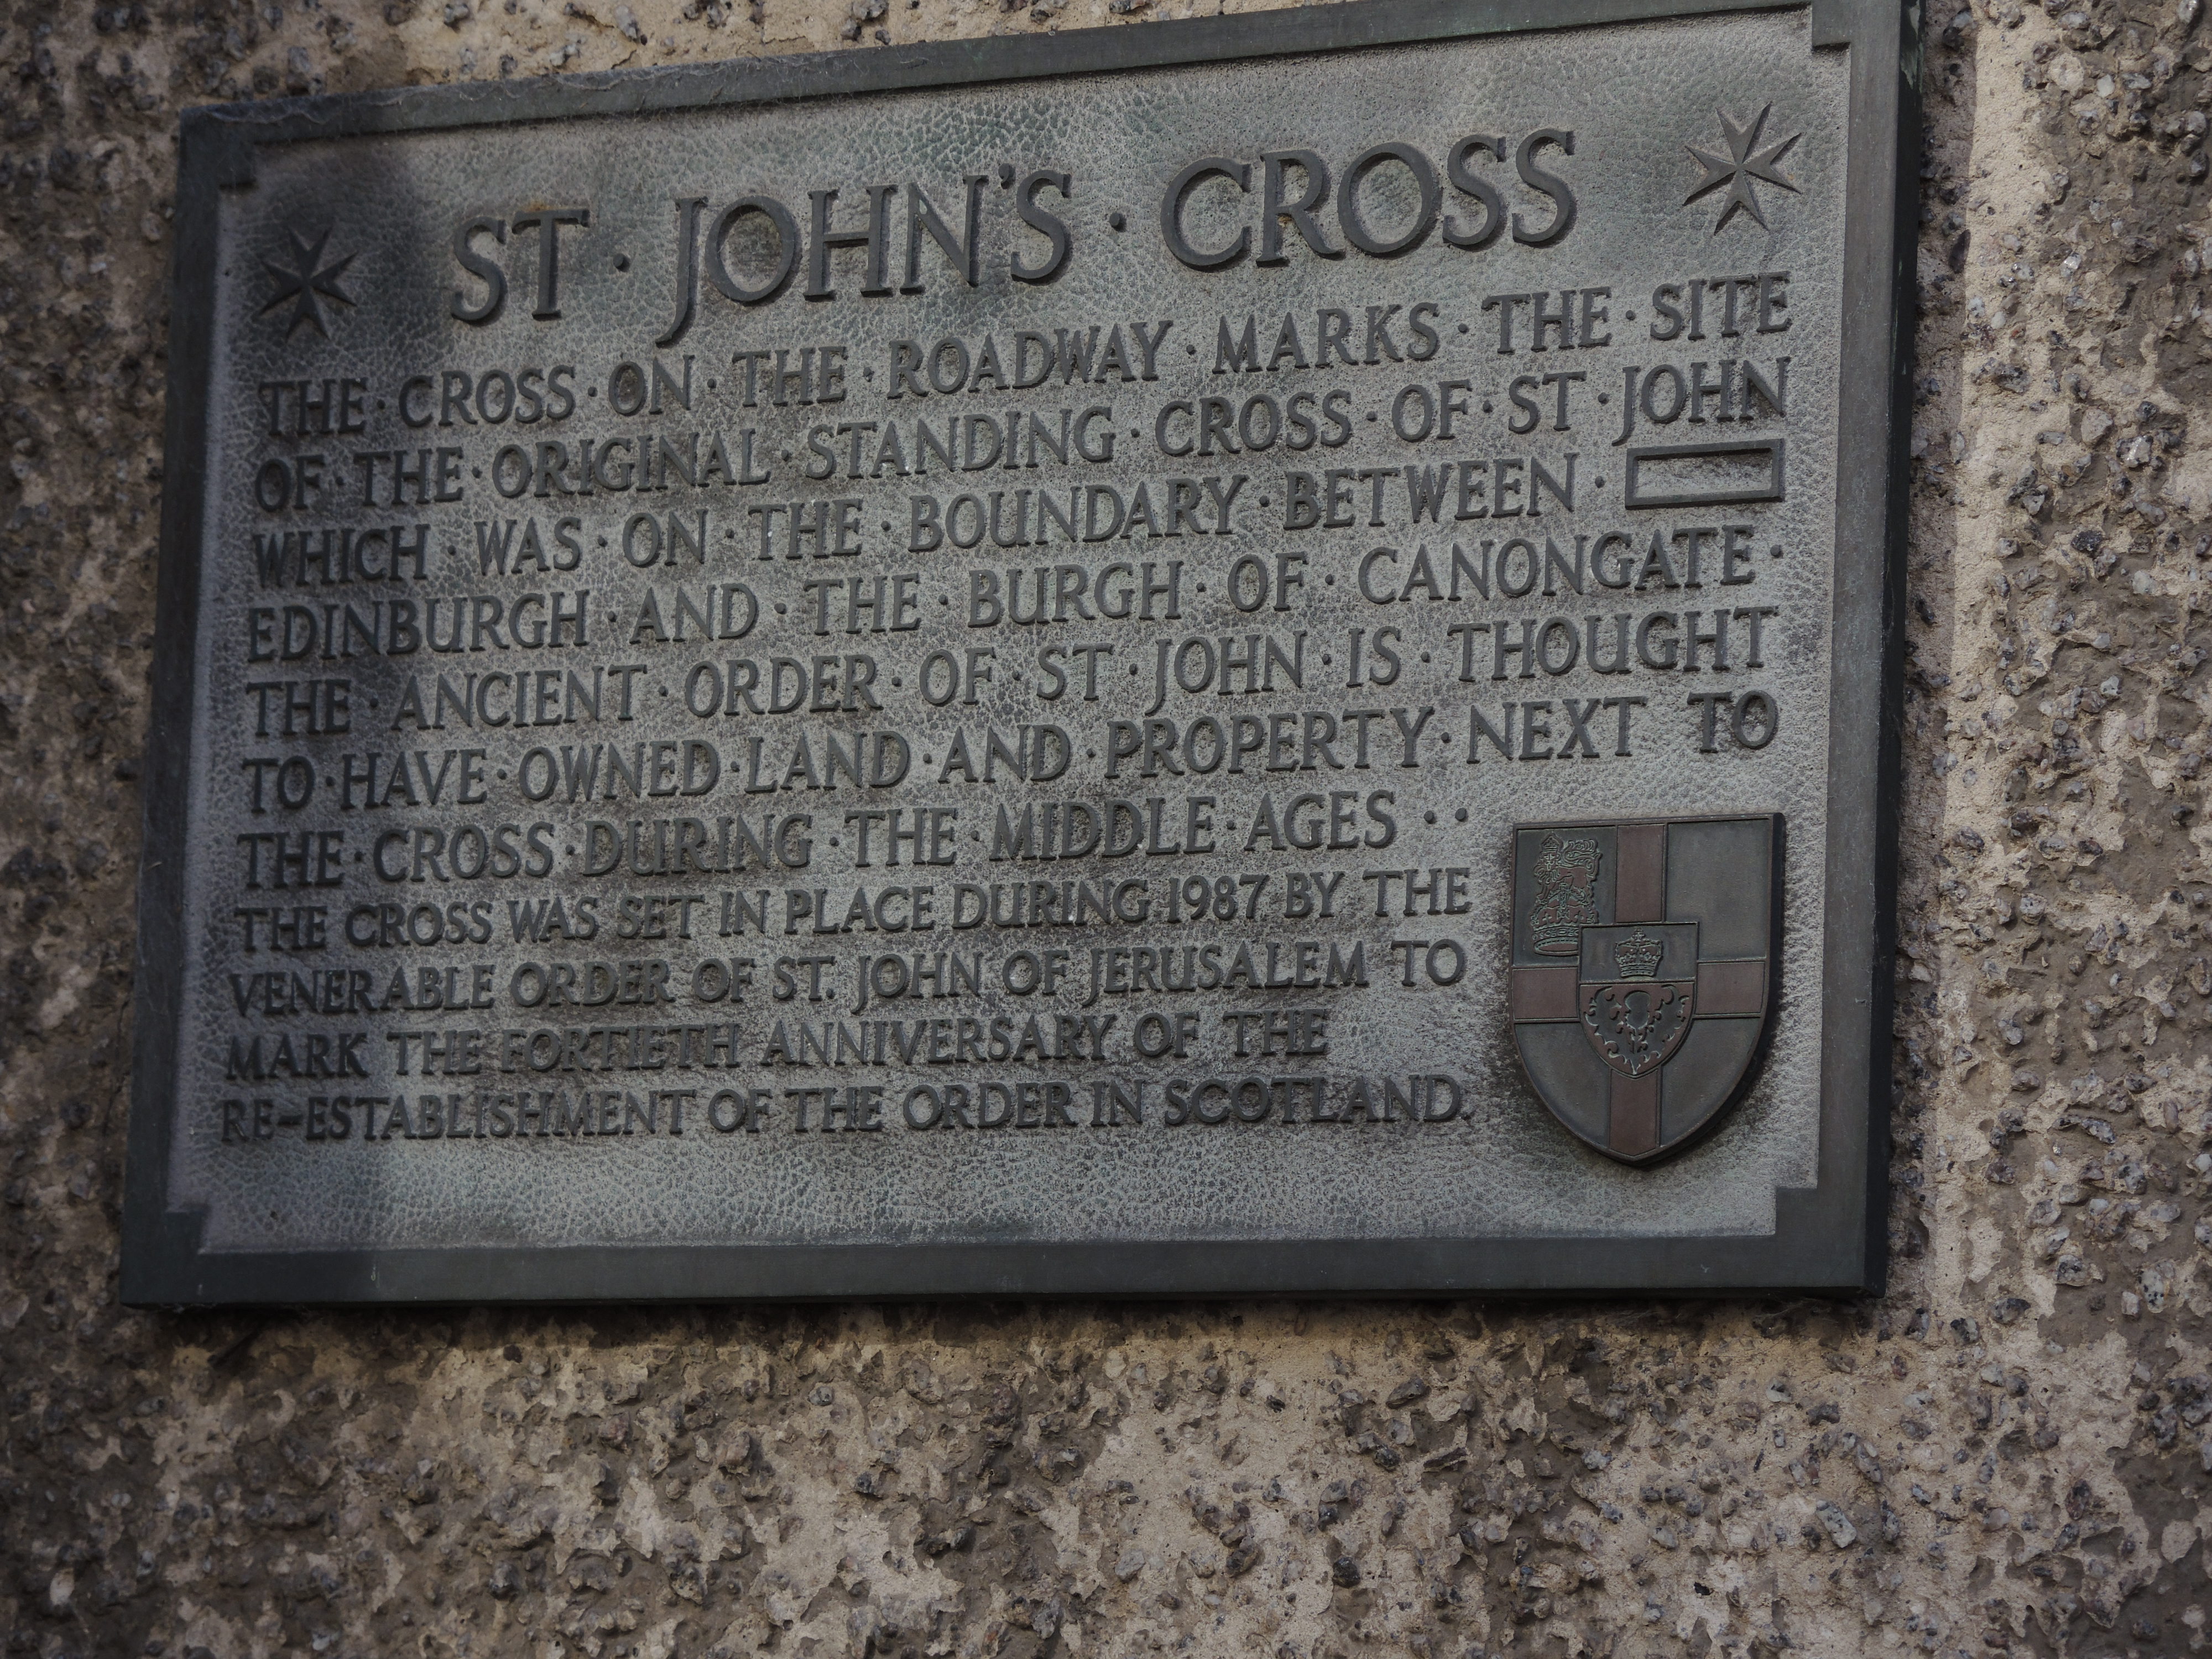 ST · JOHN'S · CROSS
THE · CROSS · ON · THE · ROADWAY · MARKS · THE · SITE
OF · THE · ORIGINAL · STANDING · CROSS · OF · ST · JOHN
WHICH · WAS · ON · THE · BOUNDARY · BETWEEN ·
EDINBURGH · AND · THE · BURGH · OF · CANONGATE ·
THE · ANCIENT · ORDER · OF · ST · JOHN · IS · THOUGHT
TO · HAVE · OWNED · LAND · AND · PROPERTY · NEXT TO
THE · CROSS · DURING · THE · MIDDLE · AGES · ·
THE CROSS WAS SET IN PLACE DURING 1987 BY THE
VENERABLE ORDER OF ST. JOHN OF JERUSALEM TO
MARK THE FORTIETH ANNIVERSARY OF THE
RE-ESTABLISHMENT OF THE ORDER IN SCOTLAND.